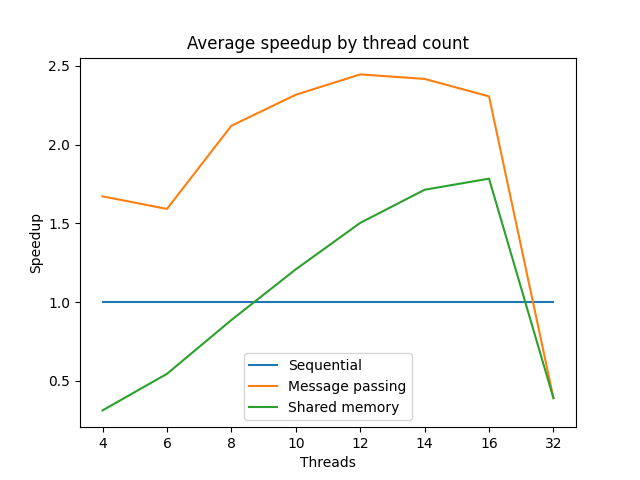 Average speedup by thread count
Speedup
2.5
2.0
1.5
1.0
0.5
Sequential
Message passing
Shared memory
4 6 8 10 12 14 16 32
Threads